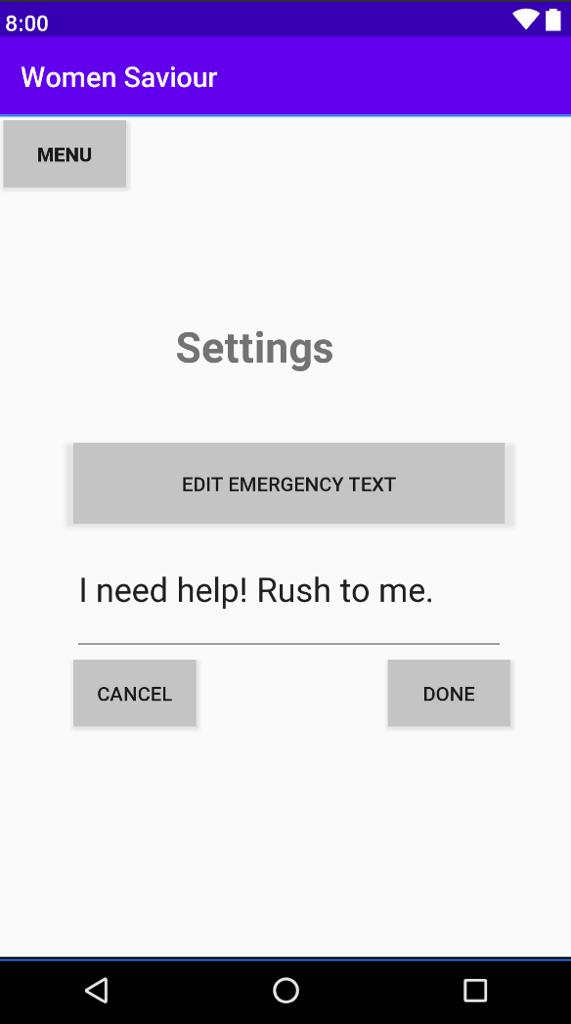 8:00
Women Saviour
MENU
Settings
EDIT EMERGENCY TEXT
I need help! Rush to me.
CANCEL
DONE